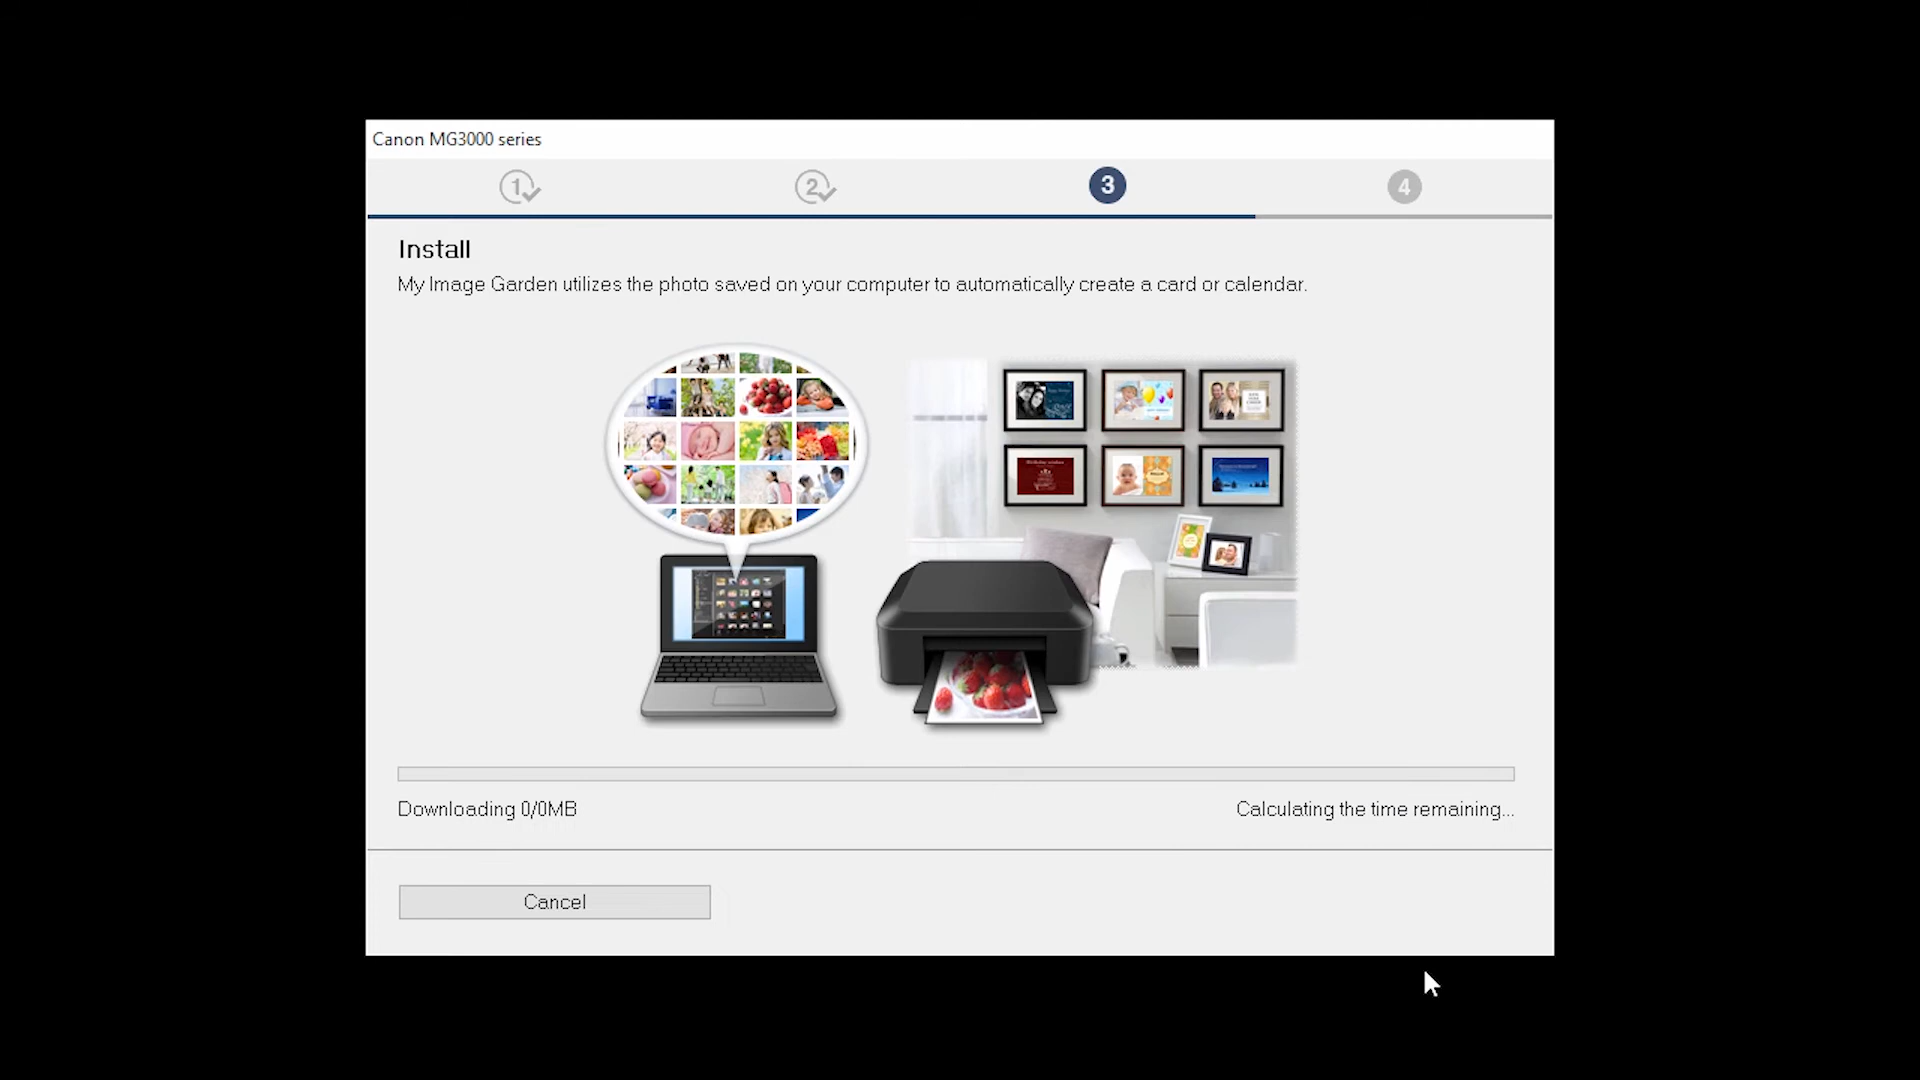 Canon MG3000 series
1
2
3
4
Install
My Image Garden utilizes the photo saved on your computer to automatically create a card or calendar.
Downloading 0/0MB
Calculating the time remaining...
Cancel